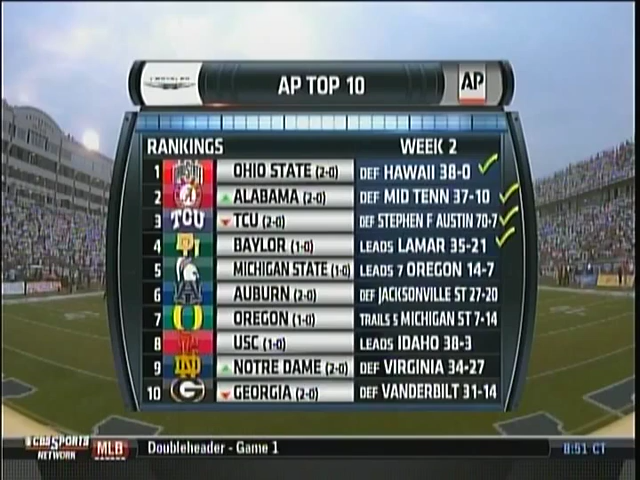 CHRYSLER AP TOP 10 AP
RANKINGS WEEK 2
1 OHIO STATE (2-0) DEF HAWAII 38-0
2 ALABAMA (2-0) DEF MID TENN 37-10
3 TCU TCU (2-0) DEF STEPHEN F AUSTIN 70-7
4 BAYLOR (1-0) LEADS LAMAR 35-21
5 MICHIGAN STATE (1-0) LEADS 7 OREGON 14-7
6 AUBURN (2-0) DEF JACKSONVILLE ST 27-20
7 OREGON (1-0) TRAILS 5 MICHIGAN ST 7-14
8 USC (1-0) LEADS IDAHO 38-3
9 ND NOTRE DAME (2-0) DEF VIRGINIA 34-27
10 G GEORGIA (2-0) DEF VANDERBILT 31-14
CBS SPORTS NETWORK MLB Doubleheader - Game 1 8:51 CT